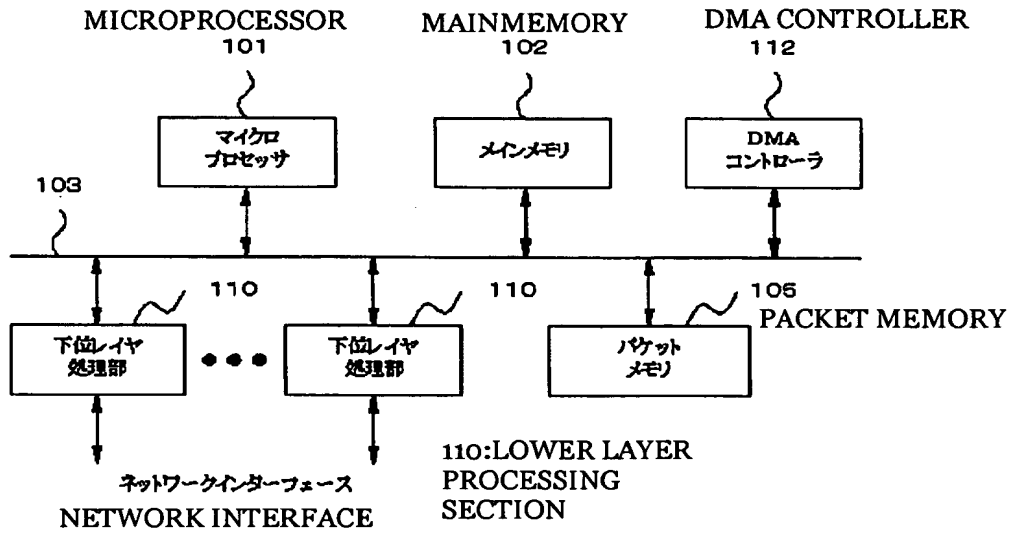 MICROPROCESSOR
101
MAINMEMORY
102
DMA CONTROLLER
112
マイクロ
プロセッサ
メインメモリ
DMA
コントローラ
103
110
110
105
PACKET MEMORY
下位レイヤ
処理部
下位レイヤ
処理部
パケット
メモリ
ネットワークインターフェース
NETWORK INTERFACE
110:LOWER LAYER
PROCESSING
SECTION